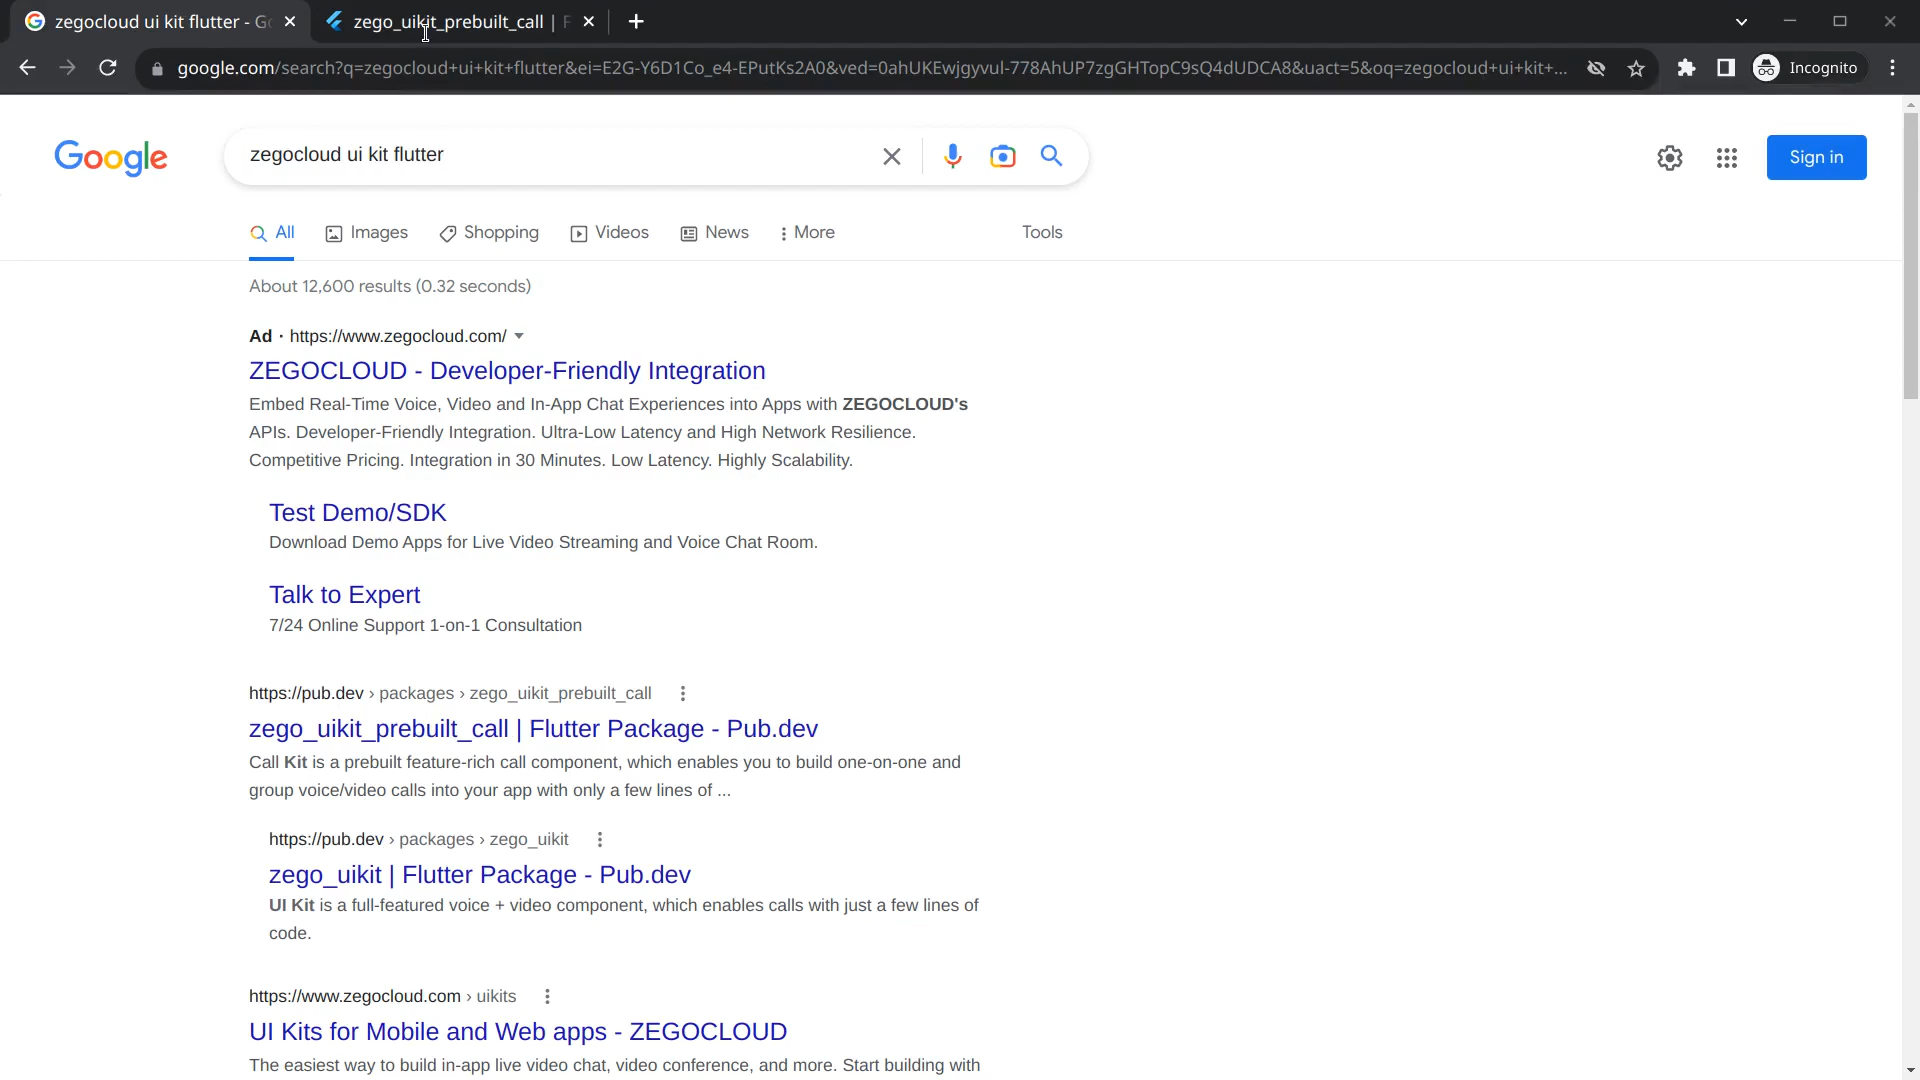 zegocloud ui kit flutter - Go
zego_uikit_prebuilt_call | F
google.com/search?q=zegocloud+ui+kit+flutter&ei=E2G-Y6D1Co_e4-EPutKs2A0&ved=0ahUKEwjgyvul-778AhUP7zgGHTopC9sQ4dUDCA8&uact=5&oq=zegocloud+ui+kit+...
Incognito
Google
zegocloud ui kit flutter
Sign in
All
Images
Shopping
Videos
News
More
Tools
About 12,600 results (0.32 seconds)
Ad · https://www.zegocloud.com/
ZEGOCLOUD - Developer-Friendly Integration
Embed Real-Time Voice, Video and In-App Chat Experiences into Apps with ZEGOCLOUD's
APIs. Developer-Friendly Integration. Ultra-Low Latency and High Network Resilience.
Competitive Pricing. Integration in 30 Minutes. Low Latency. Highly Scalability.
Test Demo/SDK
Download Demo Apps for Live Video Streaming and Voice Chat Room.
Talk to Expert
7/24 Online Support 1-on-1 Consultation
https://pub.dev › packages › zego_uikit_prebuilt_call
zego_uikit_prebuilt_call | Flutter Package - Pub.dev
Call Kit is a prebuilt feature-rich call component, which enables you to build one-on-one and
group voice/video calls into your app with only a few lines of ...
https://pub.dev › packages › zego_uikit
zego_uikit | Flutter Package - Pub.dev
UI Kit is a full-featured voice + video component, which enables calls with just a few lines of
code.
https://www.zegocloud.com › uikits
UI Kits for Mobile and Web apps - ZEGOCLOUD
The easiest way to build in-app live video chat, video conference, and more. Start building with